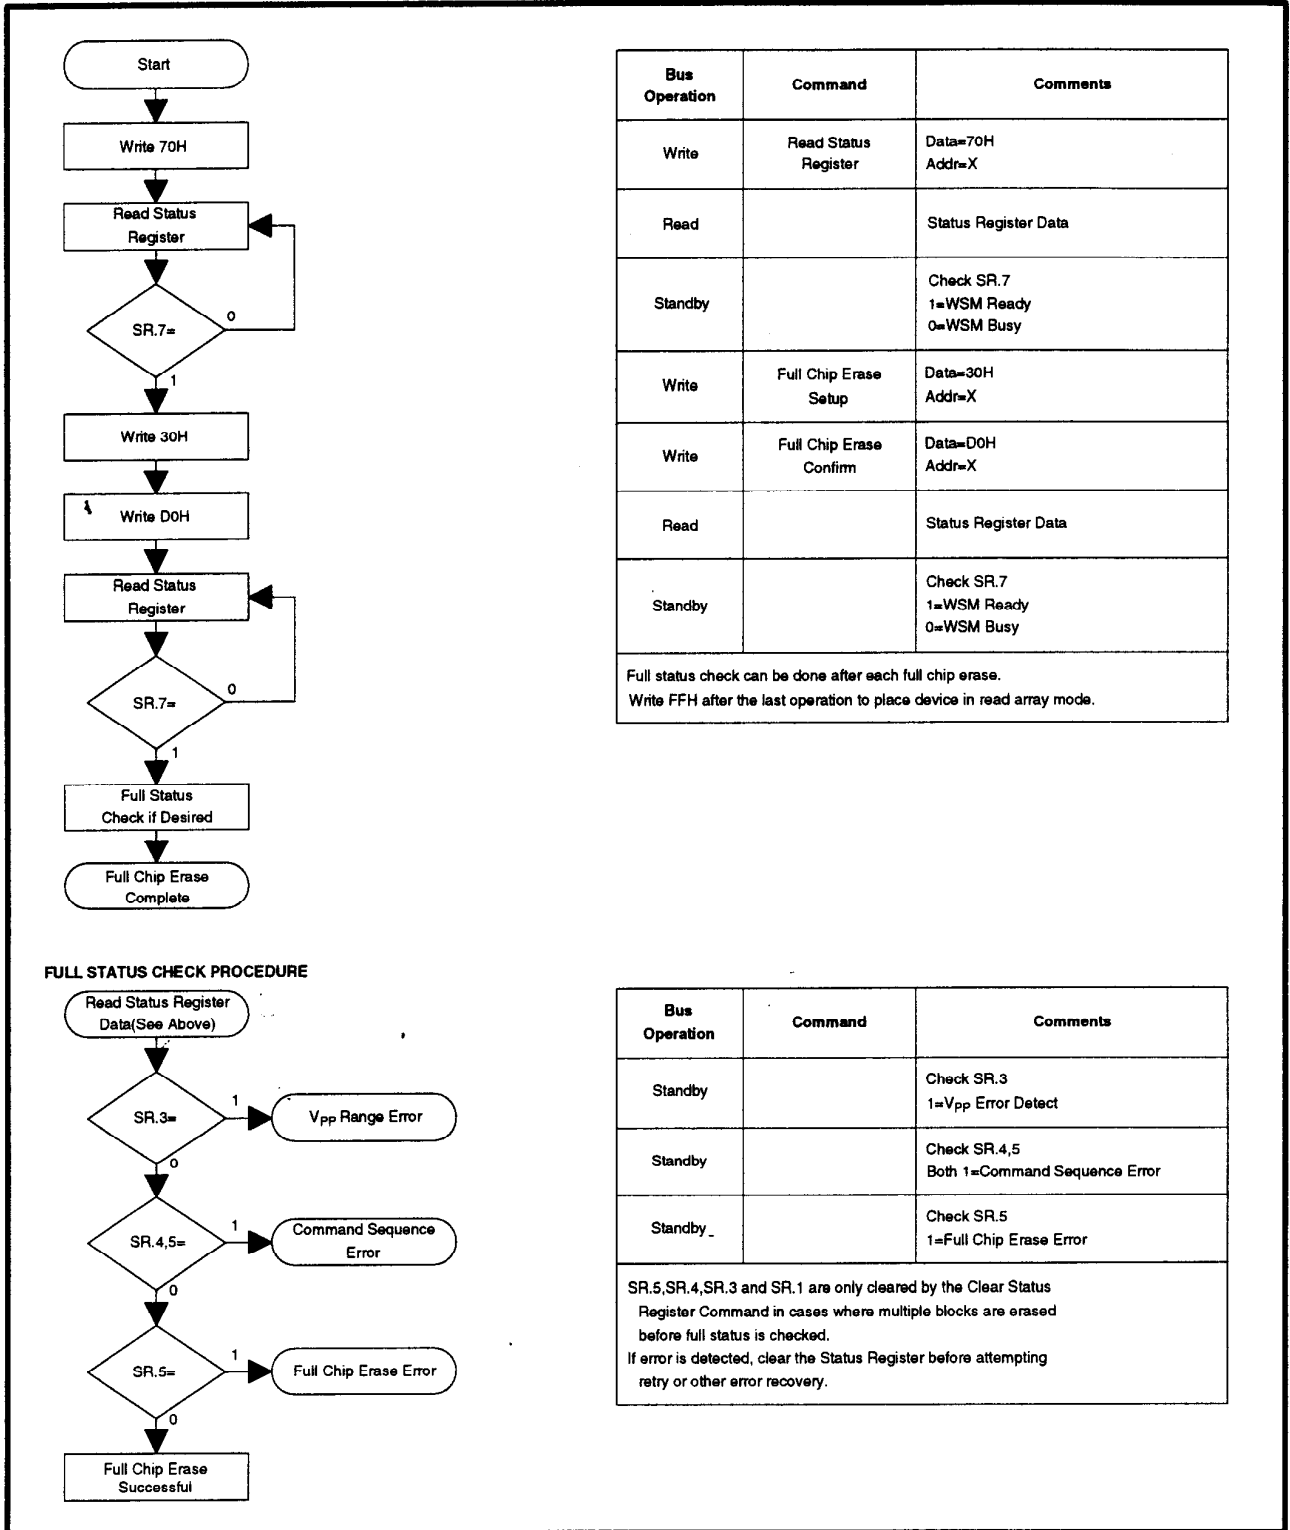 Start
Write 70H
Read Status
Register
SR.7=
0
1
Write 30H
Write D0H
Read Status
Register
SR.7=
0
1
Full Status
Check if Desired
Full Chip Erase
Complete
Bus
Operation
Command
Comments
Write
Read Status
Register
Data=70H
Addr=X
Read
Status Register Data
Standby
Check SR.7
1=WSM Ready
0=WSM Busy
Write
Full Chip Erase
Setup
Data=30H
Addr=X
Write
Full Chip Erase
Confirm
Data=D0H
Addr=X
Read
Status Register Data
Standby
Check SR.7
1=WSM Ready
0=WSM Busy
Full status check can be done after each full chip erase.
Write FFH after the last operation to place device in read array mode.
FULL STATUS CHECK PROCEDURE
Read Status Register
Data(See Above)
SR.3=
1
VPP Range Error
0
SR.4,5=
1
Command Sequence
Error
0
SR.5=
1
Full Chip Erase Error
0
Full Chip Erase
Successful
Bus
Operation
Command
Comments
Standby
Check SR.3
1=VPP Error Detect
Standby
Check SR.4,5
Both 1=Command Sequence Error
Standby
Check SR.5
1=Full Chip Erase Error
SR.5,SR.4,SR.3 and SR.1 are only cleared by the Clear Status
Register Command in cases where multiple blocks are erased
before full status is checked.
If error is detected, clear the Status Register before attempting
retry or other error recovery.